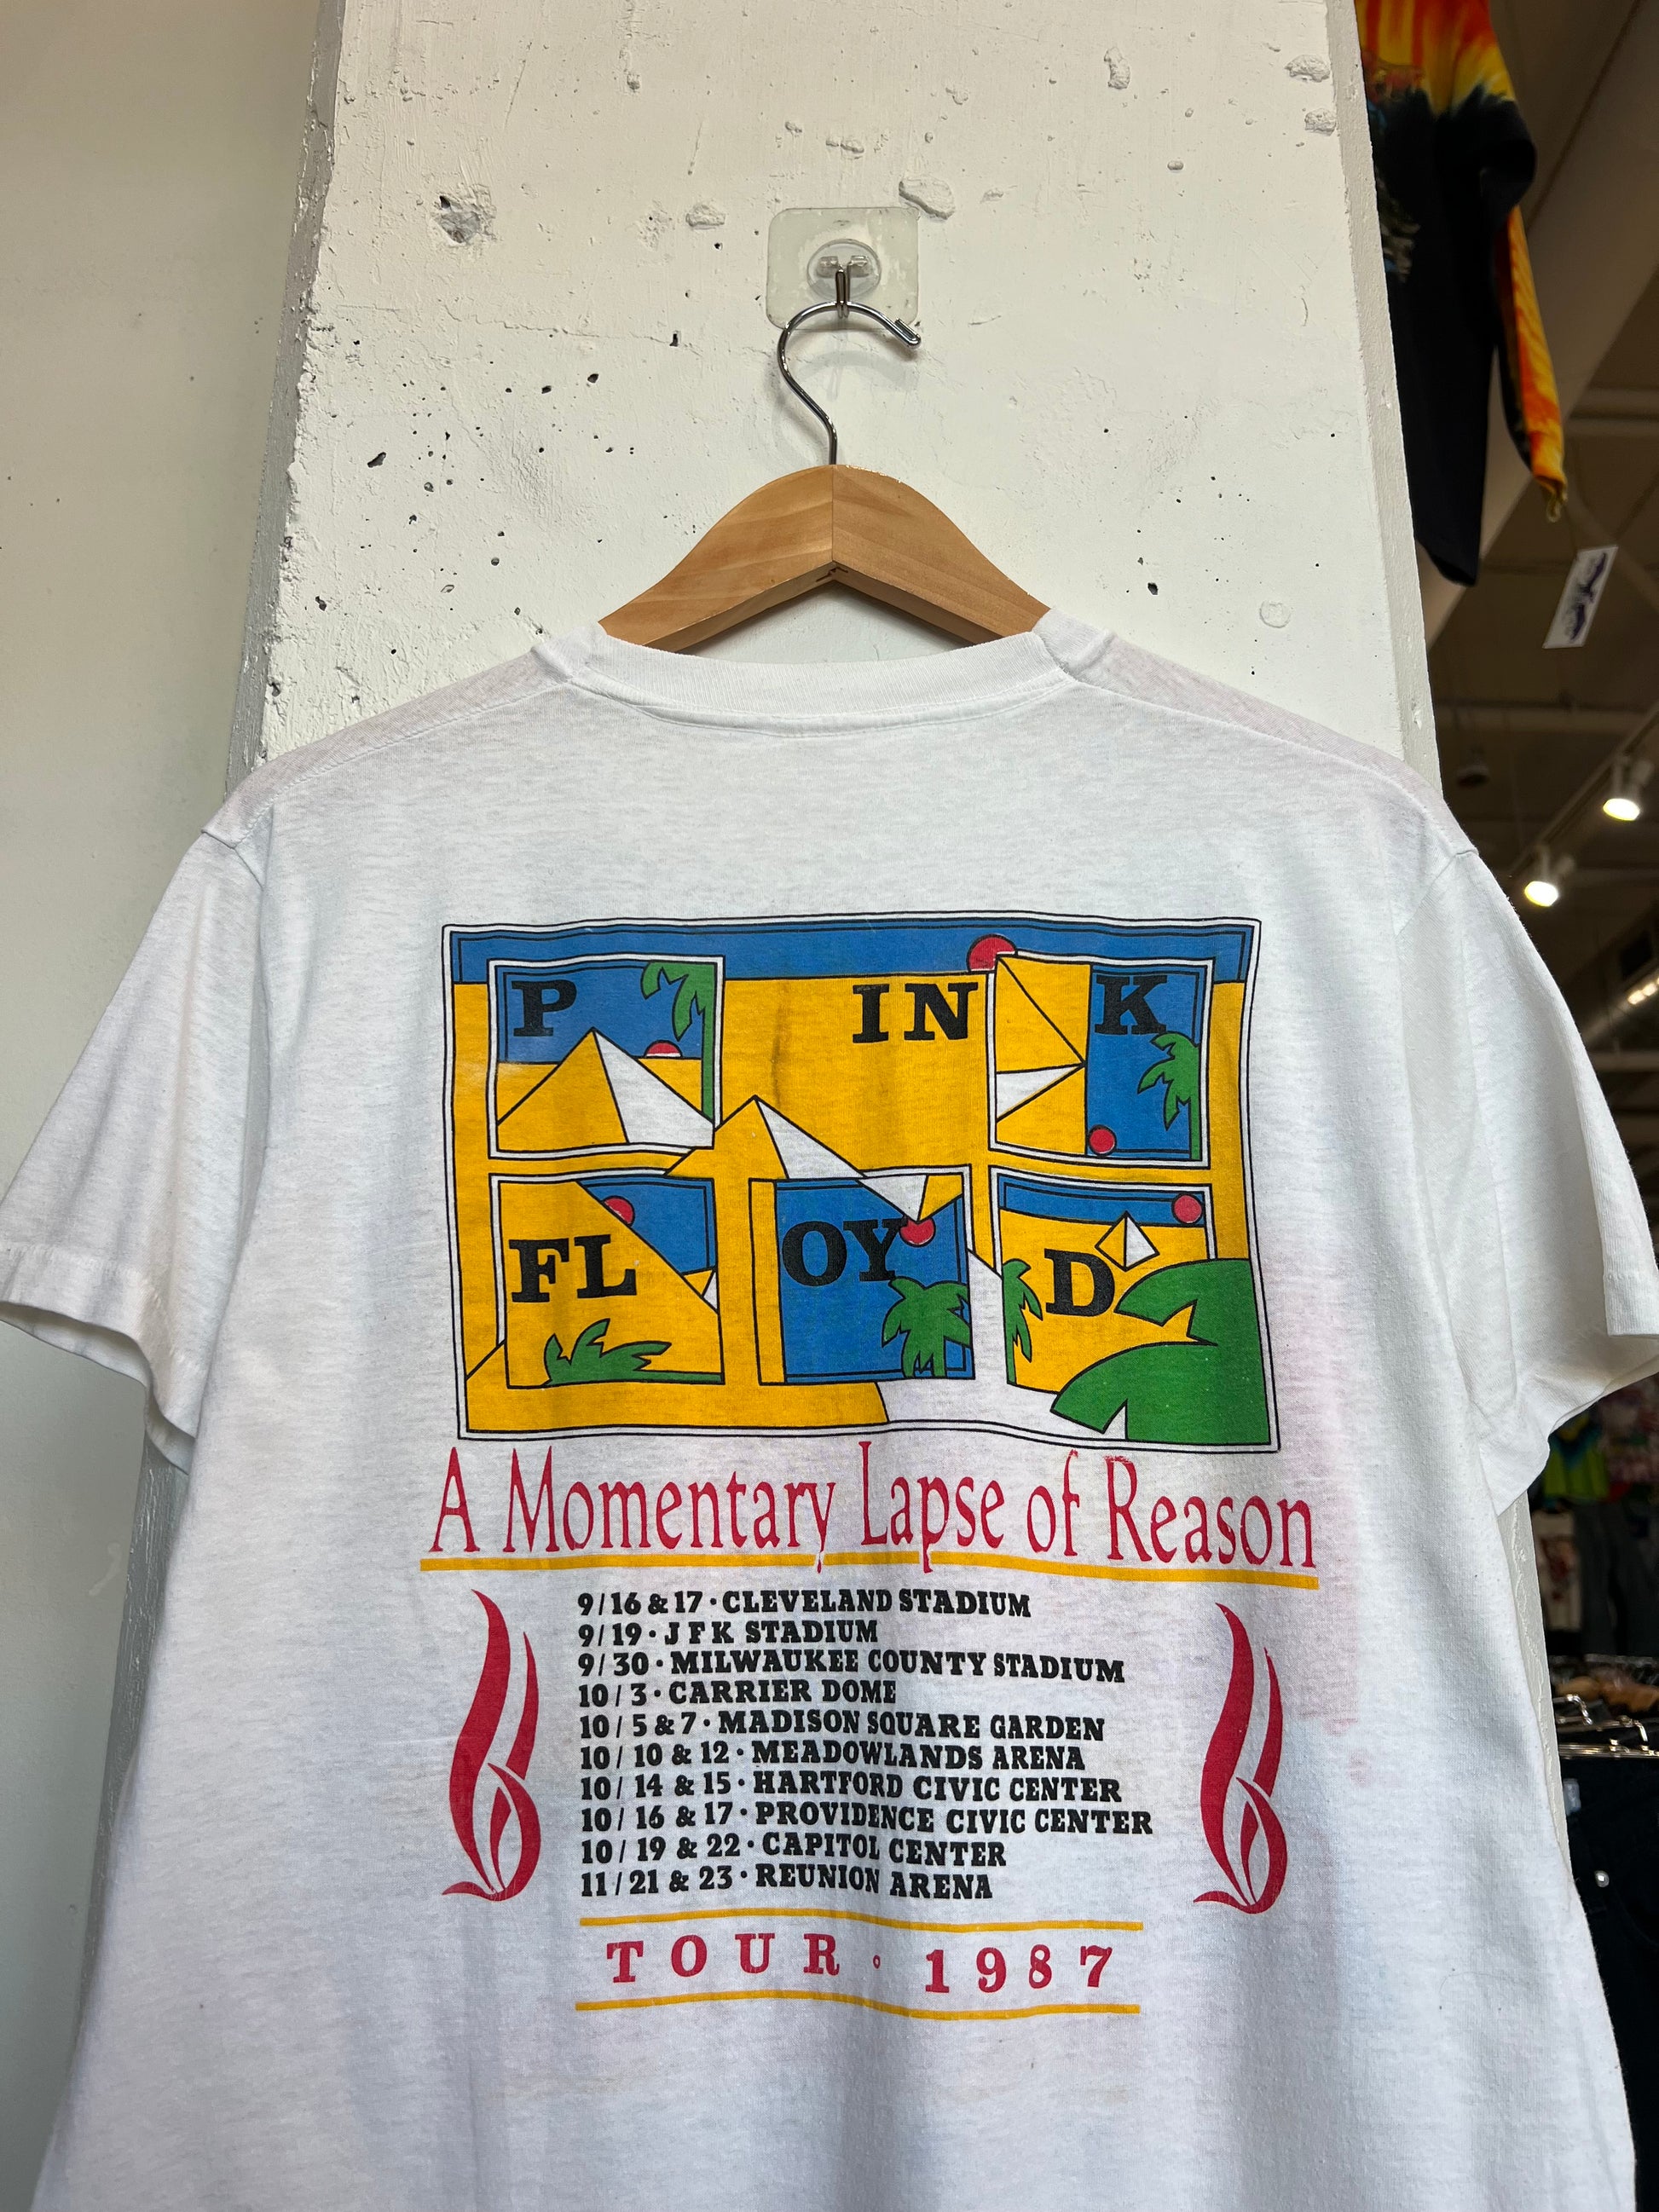 P IN K
FL OY D
A Momentary Lapse of Reason
9/16 & 17 · CLEVELAND STADIUM
9/19 · J F K STADIUM
9/30 · MILWAUKEE COUNTY STADIUM
10/3 · CARRIER DOME
10/5 & 7 · MADISON SQUARE GARDEN
10/10 & 12 · MEADOWLANDS ARENA
10/14 & 15 · HARTFORD CIVIC CENTER
10/16 & 17 · PROVIDENCE CIVIC CENTER
10/19 & 22 · CAPITOL CENTER
11/21 & 23 · REUNION ARENA
TOUR · 1987